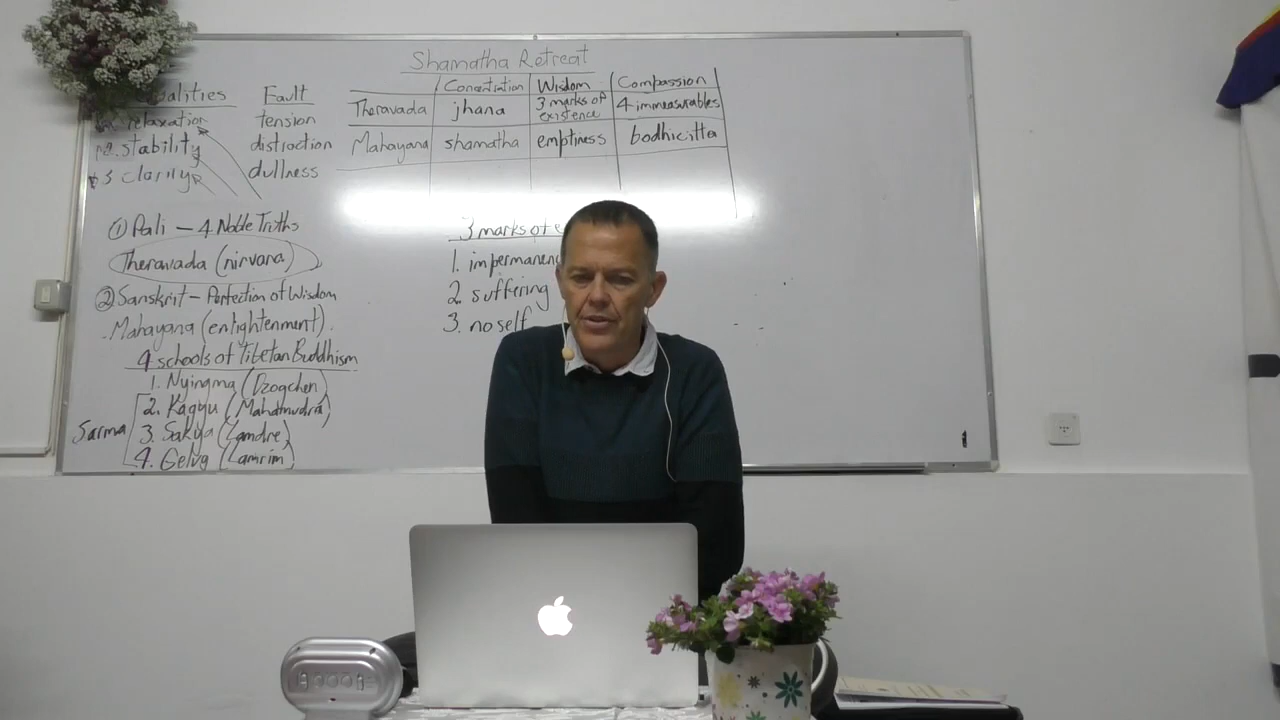 Shamatha Retreat
Fault
relaxation tension
2. stability distraction
3 clarity dullness
Concentration Wisdom Compassion
Theravada jhana 3 marks of existence 4 immeasurables
Mahayana shamatha emptiness bodhicitta
① Pali – 4 Noble Truths
Theravada (nirvana)
② Sanskrit – Perfection of Wisdom
Mahayana (enlightenment)
4 schools of Tibetan Buddhism
1. Nyingma (Dzogchen)
2. Kagyu (Mahamudra)
Sarma 3. Sakya (Lamdre)
4. Gelug (Lamrim)
3 marks of
1. impermanenc
2. suffering
3. no self